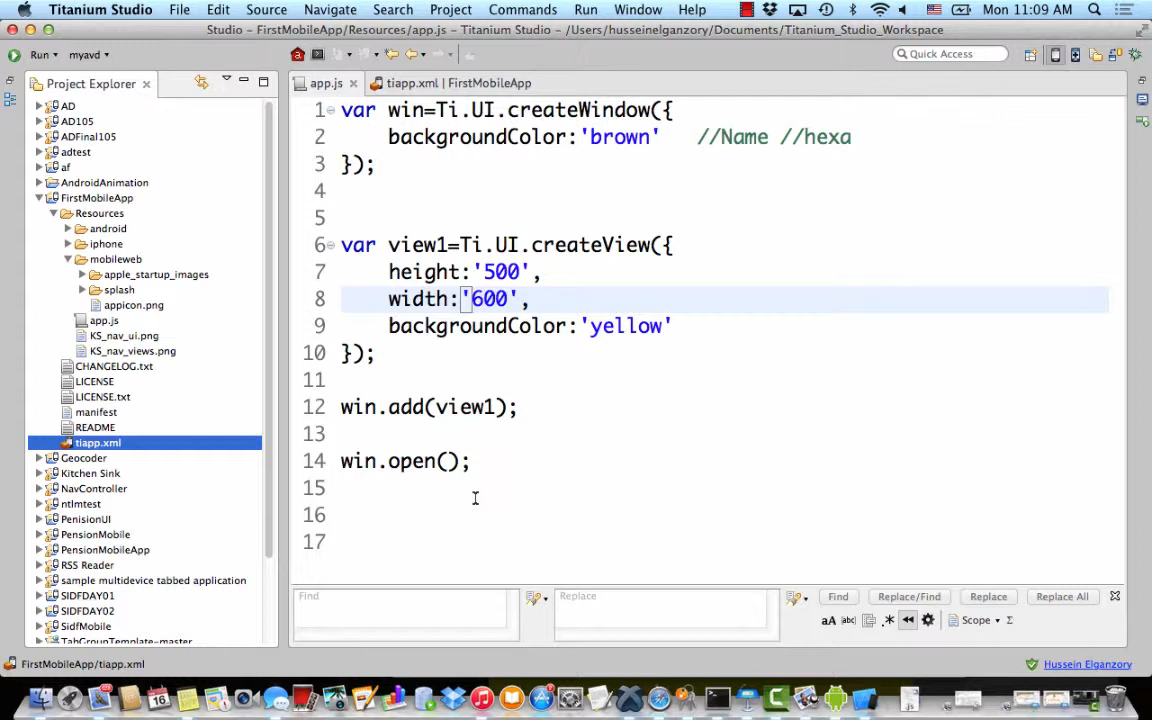 Titanium Studio File Edit Source Navigate Search Project Commands Run Window Help Mon 11:09 AM
Studio - FirstMobileApp/Resources/app.js - Titanium Studio - /Users/husseinelganzory/Documents/Titanium_Studio_Workspace
Run myavd Quick Access
Project Explorer
app.js tiapp.xml | FirstMobileApp
AD
AD105
ADFinal105
adtest
af
AndroidAnimation
FirstMobileApp
Resources
android
iphone
mobileweb
apple_startup_images
splash
appicon.png
app.js
KS_nav_ui.png
KS_nav_views.png
CHANGELOG.txt
LICENSE
LICENSE.txt
manifest
README
tiapp.xml
Geocoder
Kitchen Sink
NavController
ntlmtest
PenisionUI
PensionMobile
PensionMobileApp
RSS Reader
sample multidevice tabbed application
SIDFDAY01
SIDFDAY02
SidfMobile
TabGroupTemplate-master
1 var win=Ti.UI.createWindow({
2 backgroundColor:'brown' //Name //hexa
3 });
4
5
6 var view1=Ti.UI.createView({
7 height:'500',
8 width:'600',
9 backgroundColor:'yellow'
10 });
11
12 win.add(view1);
13
14 win.open();
15
16
17
Find Replace Find Replace/Find Replace Replace All
aA abc .* Scope Σ
FirstMobileApp/tiapp.xml Hussein Elganzory
16